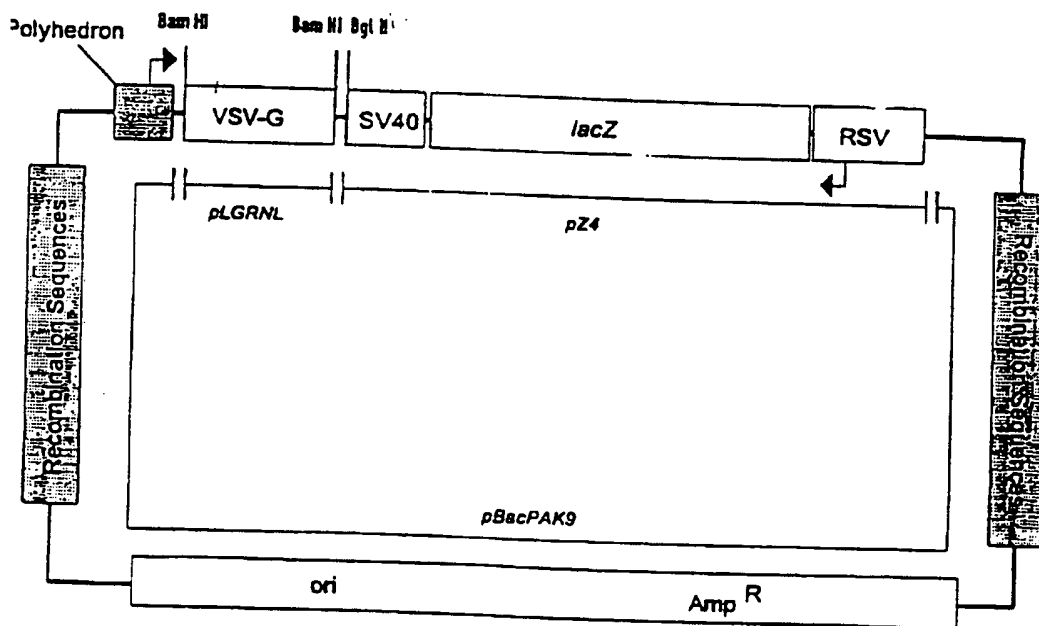 Polyhedron
Bam HI
Bam HI Bgl II
VSV-G
SV40
lacZ
RSV
pLGRNL
pZ4
Recombination Sequences
Recombination Sequences
pBacPAK9
ori
Amp R